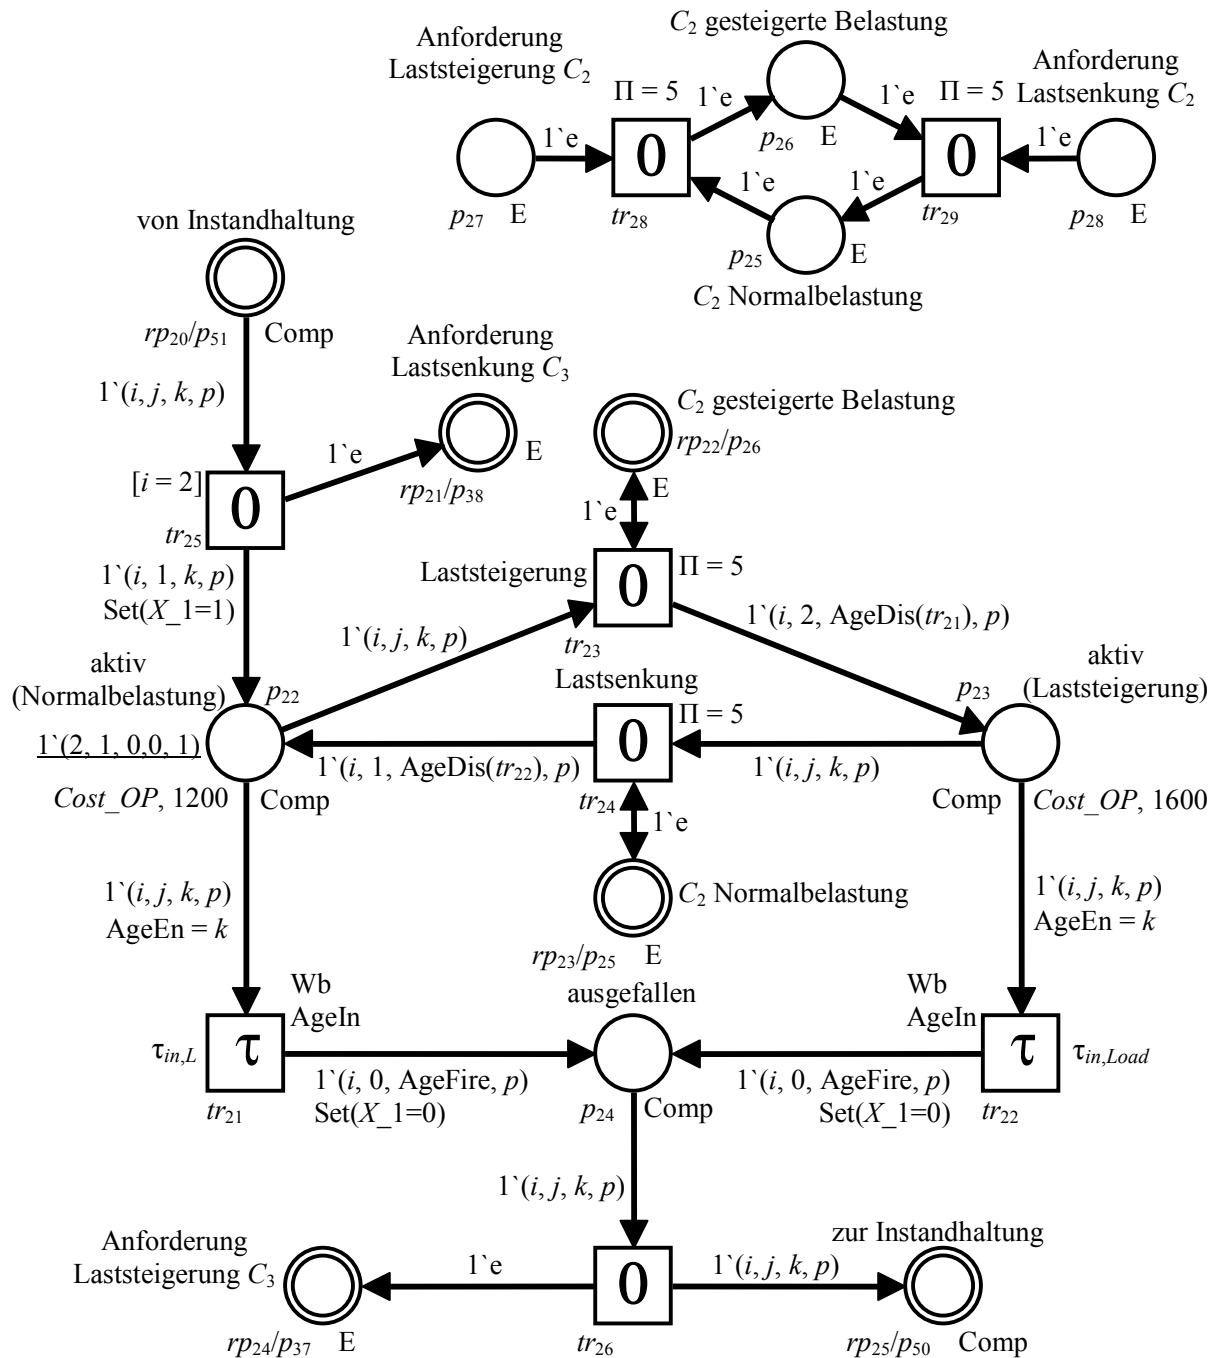 C₂ gesteigerte Belastung
Anforderung
Laststeigerung C₂
Π = 5
1`e
1`e
Π = 5
Anforderung
Lastsenkung C₂
1`e
0
p₂₆
E
0
1`e
1`e
1`e
p₂₇
E
tr₂₈
p₂₅
E
tr₂₉
p₂₈
E
C₂ Normalbelastung
von Instandhaltung
rp₂₀/p₅₁
Comp
Anforderung
Lastsenkung C₃
1`(i, j, k, p)
1`e
E
rp₂₁/p₃₈
C₂ gesteigerte Belastung
rp₂₂/p₂₆
E
1`e
[i = 2]
0
tr₂₅
1`(i, 1, k, p)
Set(X_1=1)
Laststeigerung
0
Π = 5
tr₂₃
1`(i, j, k, p)
1`(i, 2, AgeDis(tr₂₁), p)
aktiv
(Normalbelastung)
p₂₂
1`(2, 1, 0,0, 1)
Cost_OP, 1200
Comp
Lastsenkung
Π = 5
0
1`(i, 1, AgeDis(tr₂₂), p)
tr₂₄
1`(i, j, k, p)
1`e
aktiv
(Laststeigerung)
p₂₃
Comp
Cost_OP, 1600
C₂ Normalbelastung
rp₂₃/p₂₅
E
1`(i, j, k, p)
AgeEn = k
1`(i, j, k, p)
AgeEn = k
Wb
AgeIn
τin,L
τ
tr₂₁
1`(i, 0, AgeFire, p)
Set(X_1=0)
ausgefallen
p₂₄
Comp
Wb
AgeIn
τ
τin,Load
tr₂₂
1`(i, 0, AgeFire, p)
Set(X_1=0)
1`(i, j, k, p)
Anforderung
Laststeigerung C₃
1`e
0
1`(i, j, k, p)
zur Instandhaltung
rp₂₄/p₃₇
E
tr₂₆
rp₂₅/p₅₀
Comp